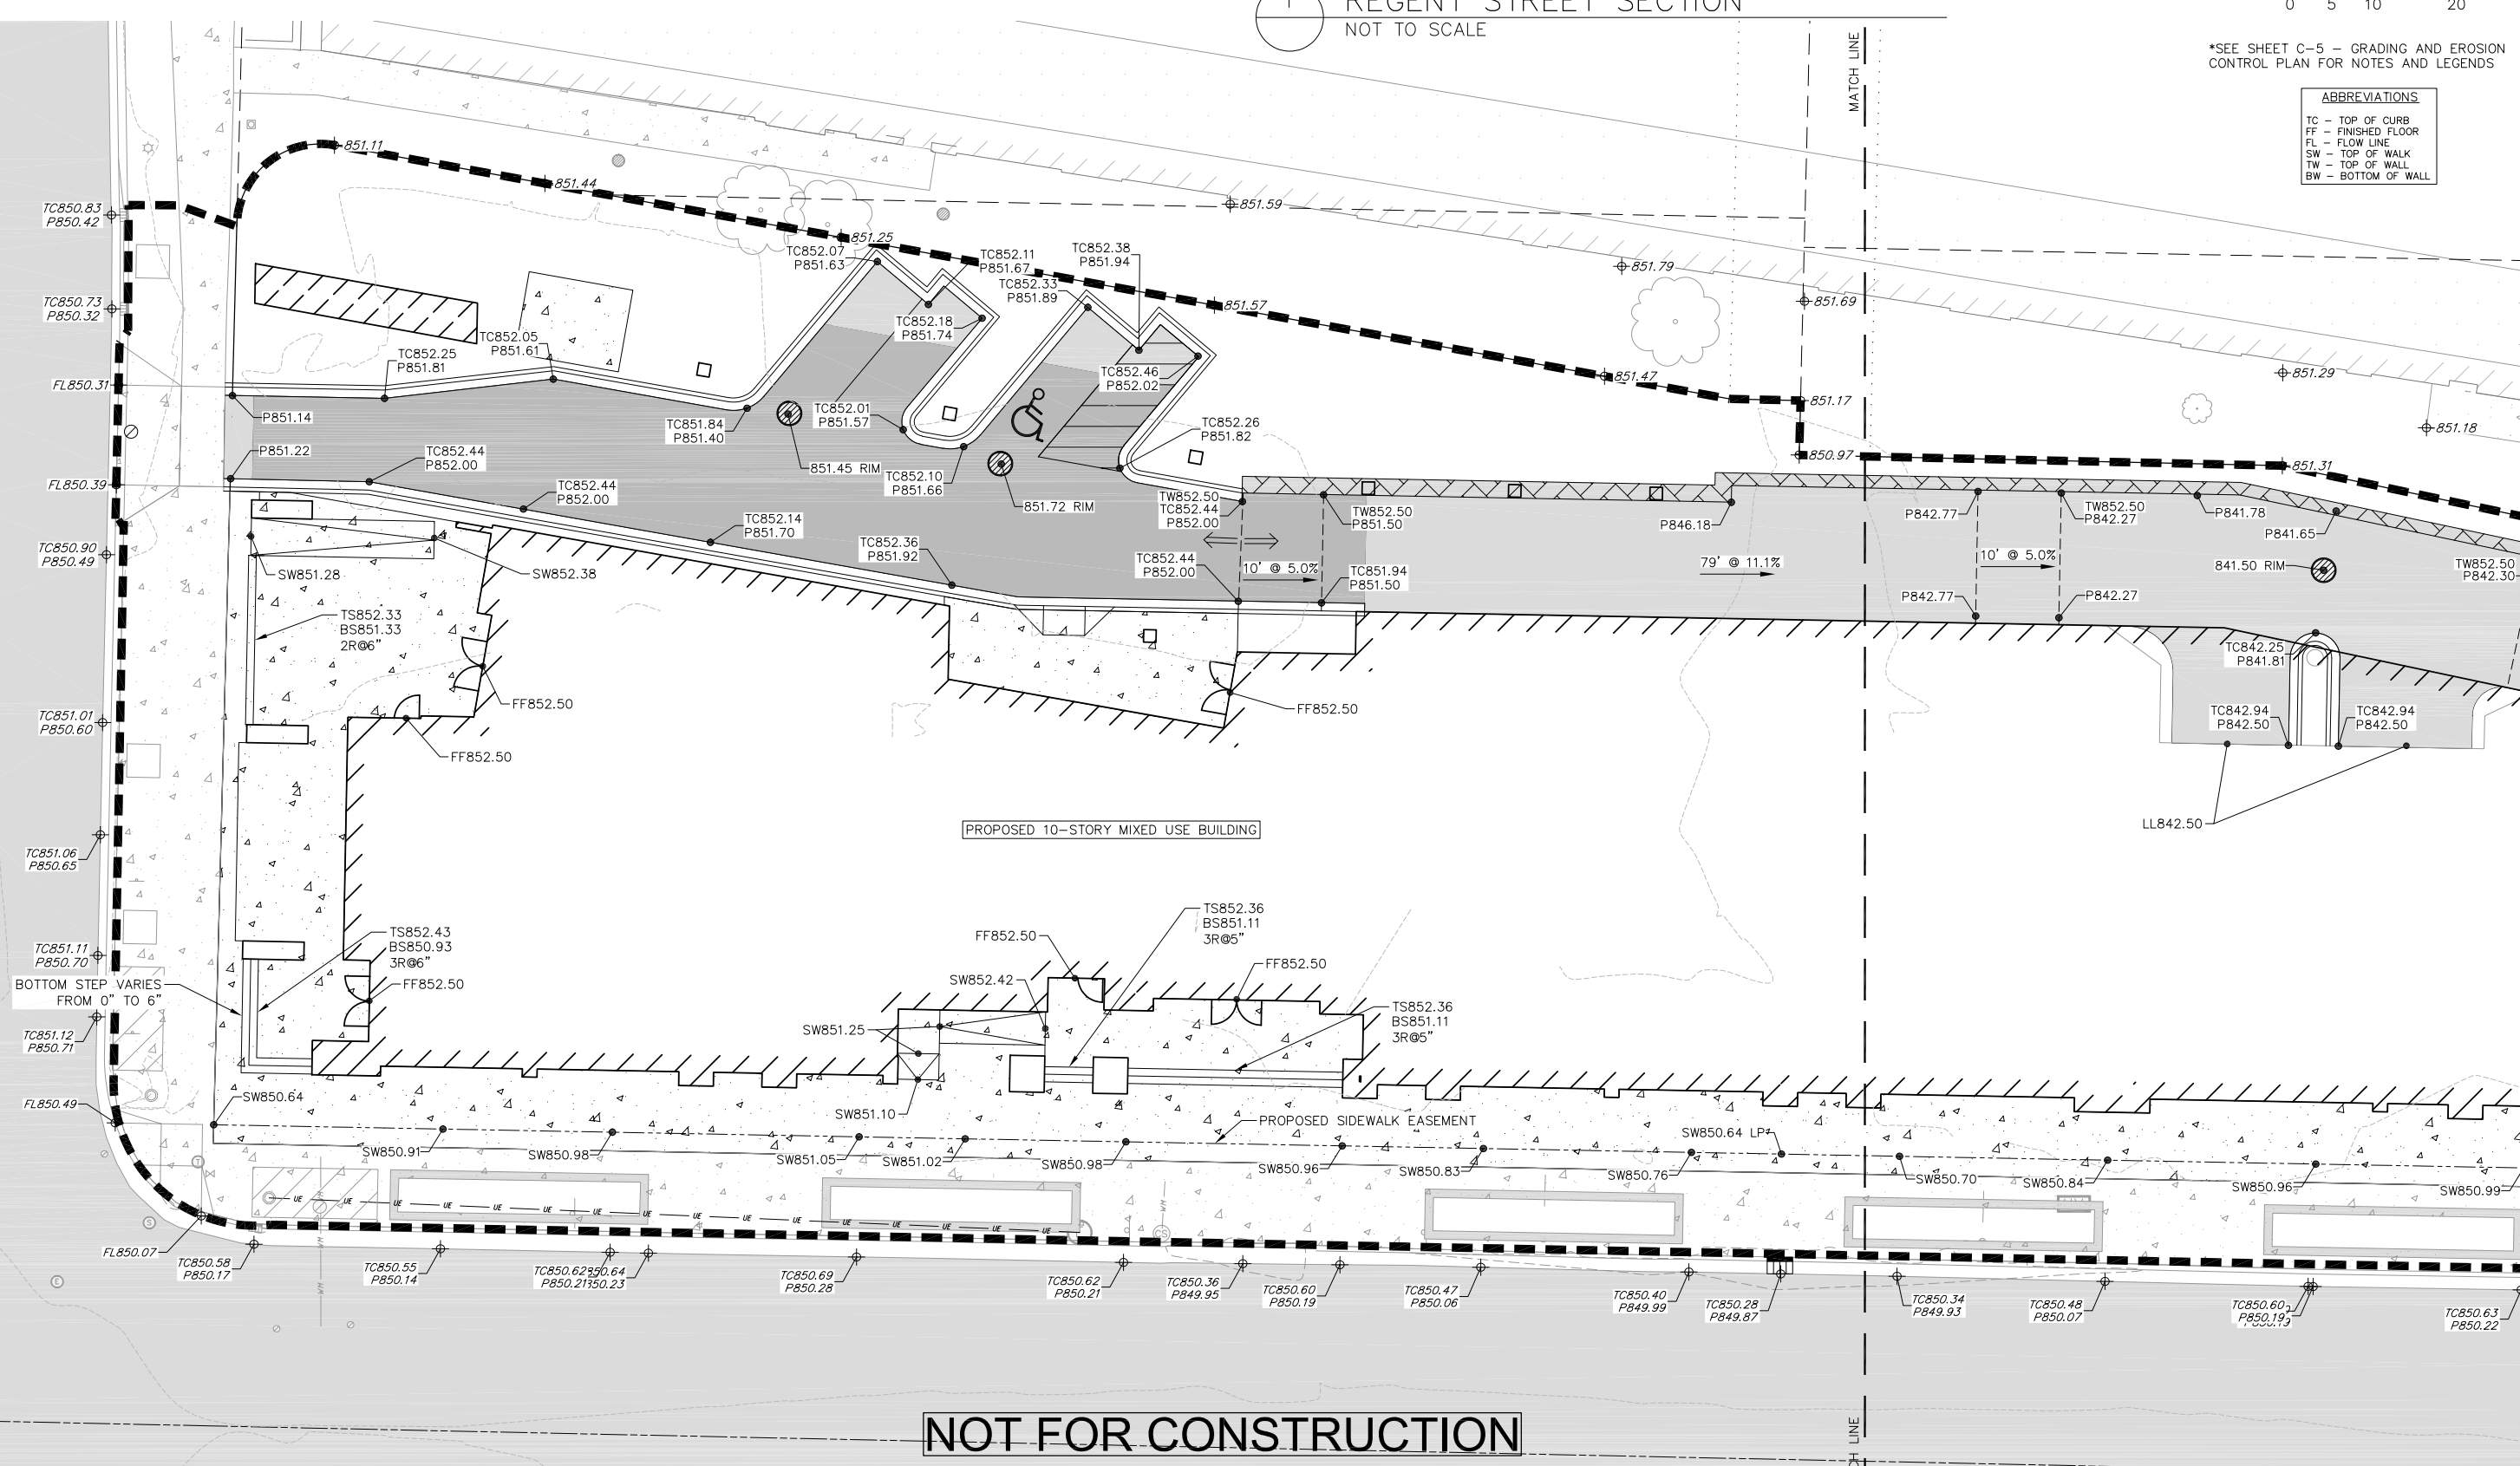 REGENT STREET SECTION
NOT TO SCALE
0 5 10 20
*SEE SHEET C-5 - GRADING AND EROSION
CONTROL PLAN FOR NOTES AND LEGENDS
ABBREVIATIONS
TC - TOP OF CURB
FF - FINISHED FLOOR
FL - FLOW LINE
SW - TOP OF WALK
TW - TOP OF WALL
BW - BOTTOM OF WALL
MATCH LINE
851.11
851.44
851.59
851.25
851.79
851.69
851.57
851.47
851.17
850.97
851.29
851.18
851.31
TC850.83
P850.42
TC850.73
P850.32
FL850.31
FL850.39
TC850.90
P850.49
TC851.01
P850.60
TC851.06
P850.65
TC851.11
P850.70
BOTTOM STEP VARIES
FROM 0" TO 6"
TC851.12
P850.71
FL850.49
FL850.07
TC852.07
P851.63
TC852.11
P851.67
TC852.38
P851.94
TC852.33
P851.89
TC852.18
P851.74
TC852.05
P851.61
TC852.25
P851.81
TC852.46
P852.02
P851.14
TC851.84
P851.40
TC852.01
P851.57
TC852.26
P851.82
P851.22
TC852.44
P852.00
851.45 RIM
TC852.10
P851.66
851.72 RIM
TC852.44
P852.00
TC852.14
P851.70
TC852.36
P851.92
TW852.50
TC852.44
P852.00
TW852.50
P851.50
TC852.44
P852.00
10' @ 5.0%
TC851.94
P851.50
P846.18
79' @ 11.1%
P842.77
TW852.50
P842.27
10' @ 5.0%
P841.78
P841.65
841.50 RIM
TW852.50
P842.30
P842.77
P842.27
TC842.25
P841.81
TC842.94
P842.50
TC842.94
P842.50
LL842.50
SW851.28
SW852.38
TS852.33
BS851.33
2R@6"
FF852.50
FF852.50
FF852.50
PROPOSED 10-STORY MIXED USE BUILDING
TS852.43
BS850.93
3R@6"
FF852.50
TS852.36
BS851.11
3R@5"
FF852.50
SW852.42
FF852.50
SW851.25
TS852.36
BS851.11
3R@5"
SW851.10
SW850.64
PROPOSED SIDEWALK EASEMENT
SW850.64 LP
SW850.91
SW850.98
SW851.05
SW851.02
SW850.98
SW850.96
SW850.83
SW850.76
SW850.70
SW850.84
SW850.96
SW850.99
UE UE UE UE UE UE UE UE UE UE UE UE UE UE UE UE
TC850.58
P850.17
TC850.55
P850.14
TC850.62
P850.21
TC850.69
P850.28
TC850.62
P850.21
TC850.36
P849.95
TC850.60
P850.19
TC850.47
P850.06
TC850.40
P849.99
TC850.28
P849.87
TC850.34
P849.93
TC850.48
P850.07
TC850.60
P850.19
TC850.63
P850.22
NOT FOR CONSTRUCTION